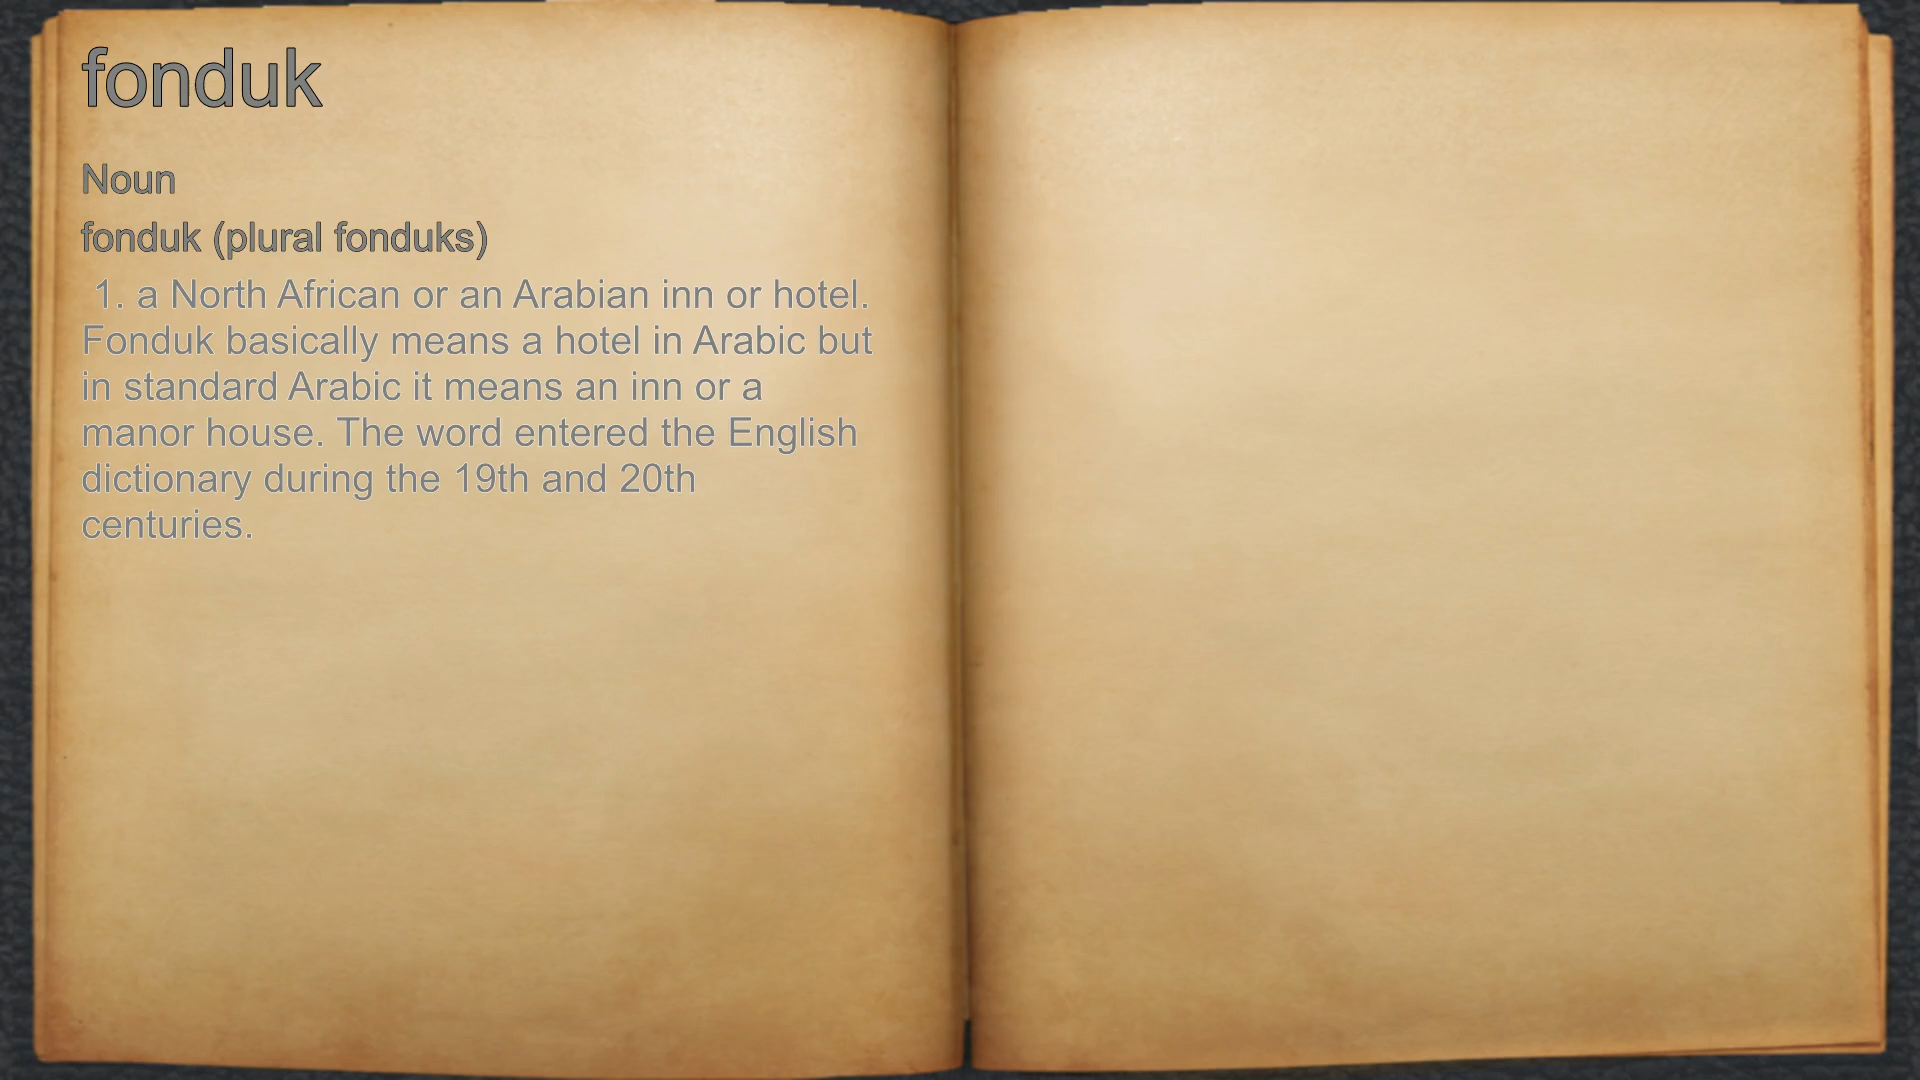 fonduk
Noun
fonduk (plural fonduks)
1. a North African or an Arabian inn or hotel.
Fonduk basically means a hotel in Arabic but
in standard Arabic it means an inn or a
manor house. The word entered the English
dictionary during the 19th and 20th
centuries.